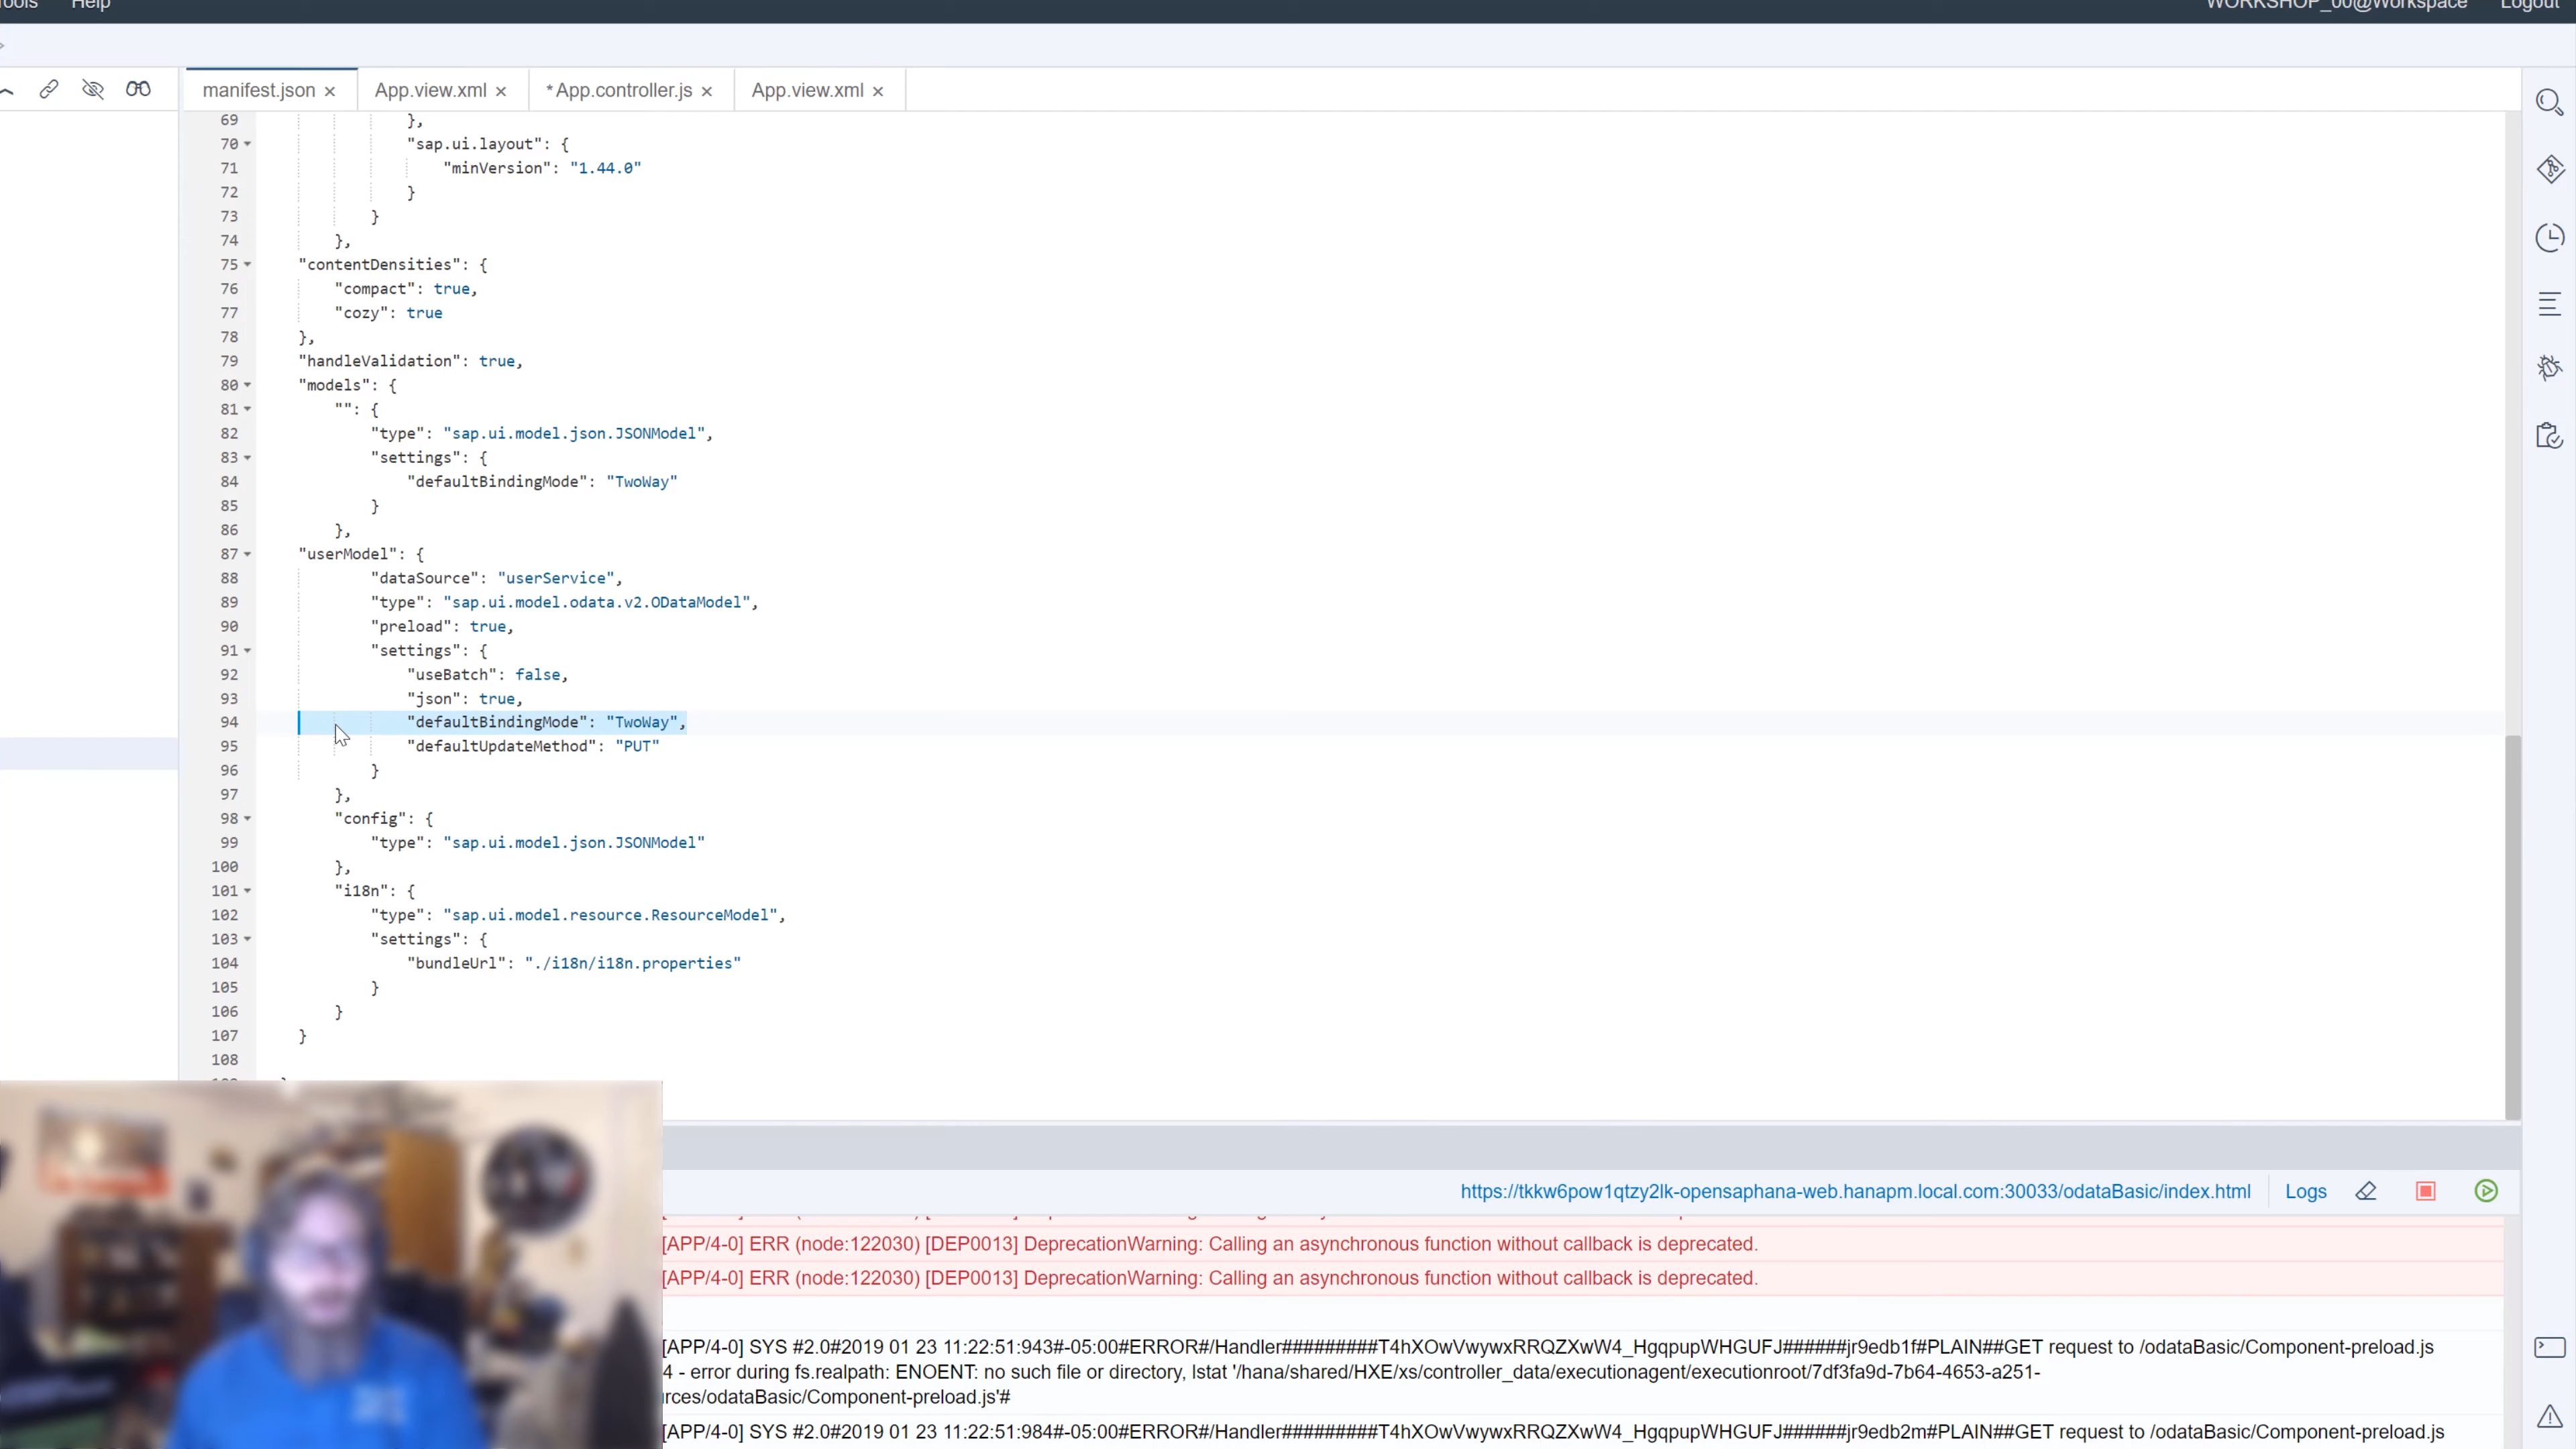 Tools Help WORKSHOP_00@Workspace Logout
manifest.json × App.view.xml × *App.controller.js × App.view.xml ×
69 },
70 "sap.ui.layout": {
71 "minVersion": "1.44.0"
72 }
73 }
74 },
75 "contentDensities": {
76 "compact": true,
77 "cozy": true
78 },
79 "handleValidation": true,
80 "models": {
81 "": {
82 "type": "sap.ui.model.json.JSONModel",
83 "settings": {
84 "defaultBindingMode": "TwoWay"
85 }
86 },
87 "userModel": {
88 "dataSource": "userService",
89 "type": "sap.ui.model.odata.v2.ODataModel",
90 "preload": true,
91 "settings": {
92 "useBatch": false,
93 "json": true,
94 "defaultBindingMode": "TwoWay",
95 "defaultUpdateMethod": "PUT"
96 }
97 },
98 "config": {
99 "type": "sap.ui.model.json.JSONModel"
100 },
101 "i18n": {
102 "type": "sap.ui.model.resource.ResourceModel",
103 "settings": {
104 "bundleUrl": "./i18n/i18n.properties"
105 }
106 }
107 }
108
https://tkkw6pow1qtzy2lk-opensaphana-web.hanapm.local.com:30033/odataBasic/index.html Logs
[APP/4-0] ERR (node:122030) [DEP0013] DeprecationWarning: Calling an asynchronous function without callback is deprecated.
[APP/4-0] ERR (node:122030) [DEP0013] DeprecationWarning: Calling an asynchronous function without callback is deprecated.
[APP/4-0] SYS #2.0#2019 01 23 11:22:51:943#-05:00#ERROR#/Handler#########T4hXOwVwywxRRQZXwW4_HgqpupWHGUFJ######jr9edb1f#PLAIN##GET request to /odataBasic/Component-preload.js
4 - error during fs.realpath: ENOENT: no such file or directory, lstat '/hana/shared/HXE/xs/controller_data/executionagent/executionroot/7df3fa9d-7b64-4653-a251-
rces/odataBasic/Component-preload.js'#
[APP/4-0] SYS #2.0#2019 01 23 11:22:51:984#-05:00#ERROR#/Handler#########T4hXOwVwywxRRQZXwW4_HgqpupWHGUFJ######jr9edb2m#PLAIN##GET request to /odataBasic/Component-preload.js